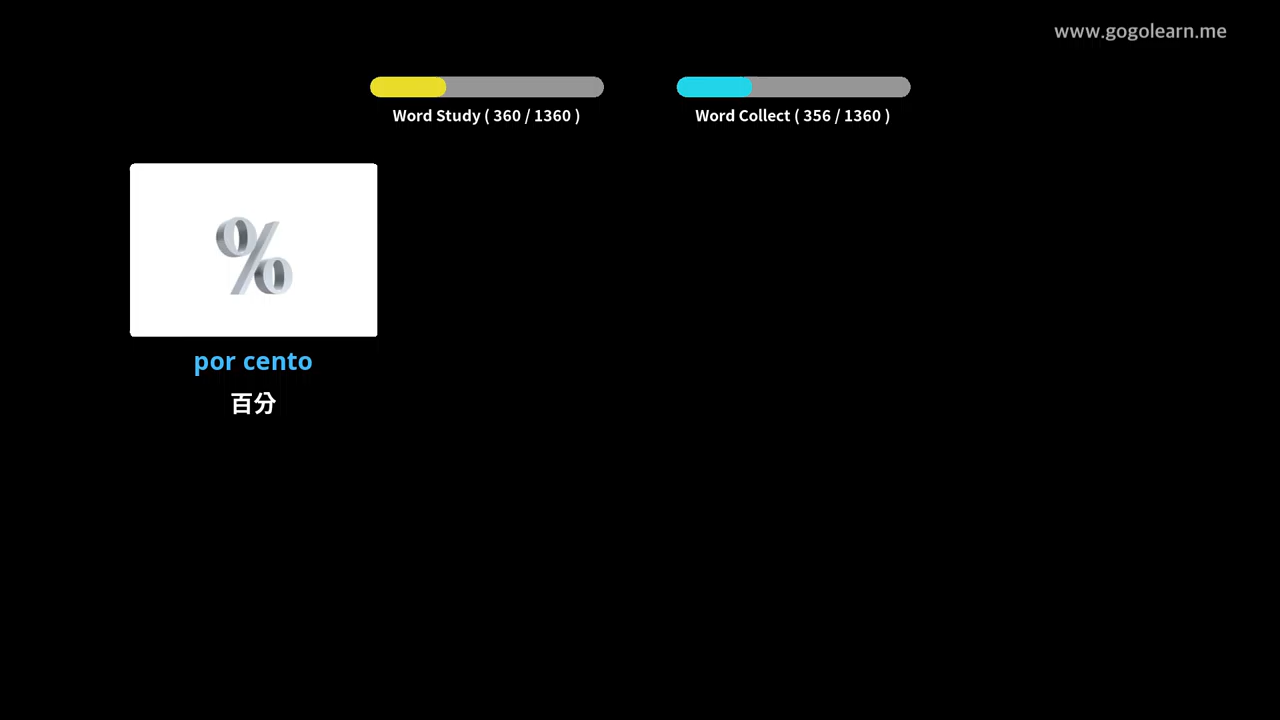 www.gogolearn.me
Word Study ( 360 / 1360 )
Word Collect ( 356 / 1360 )
%
por cento
百分